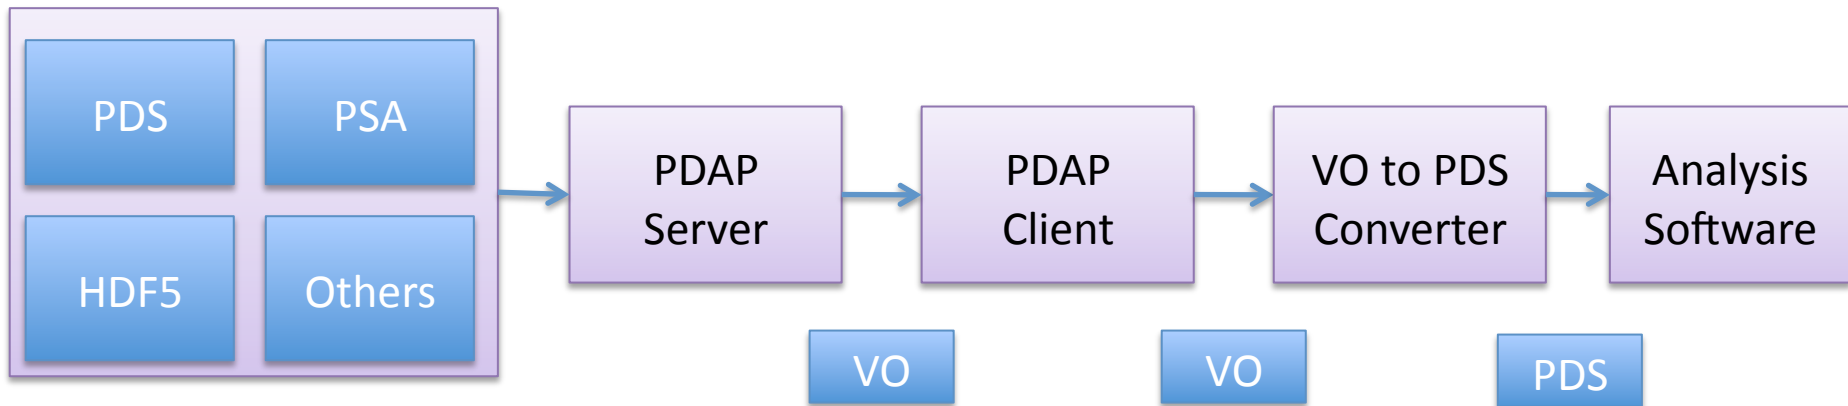 PDS
PSA
HDF5
Others
PDAP
Server
PDAP
Client
VO to PDS
Converter
Analysis
Software
VO
VO
PDS